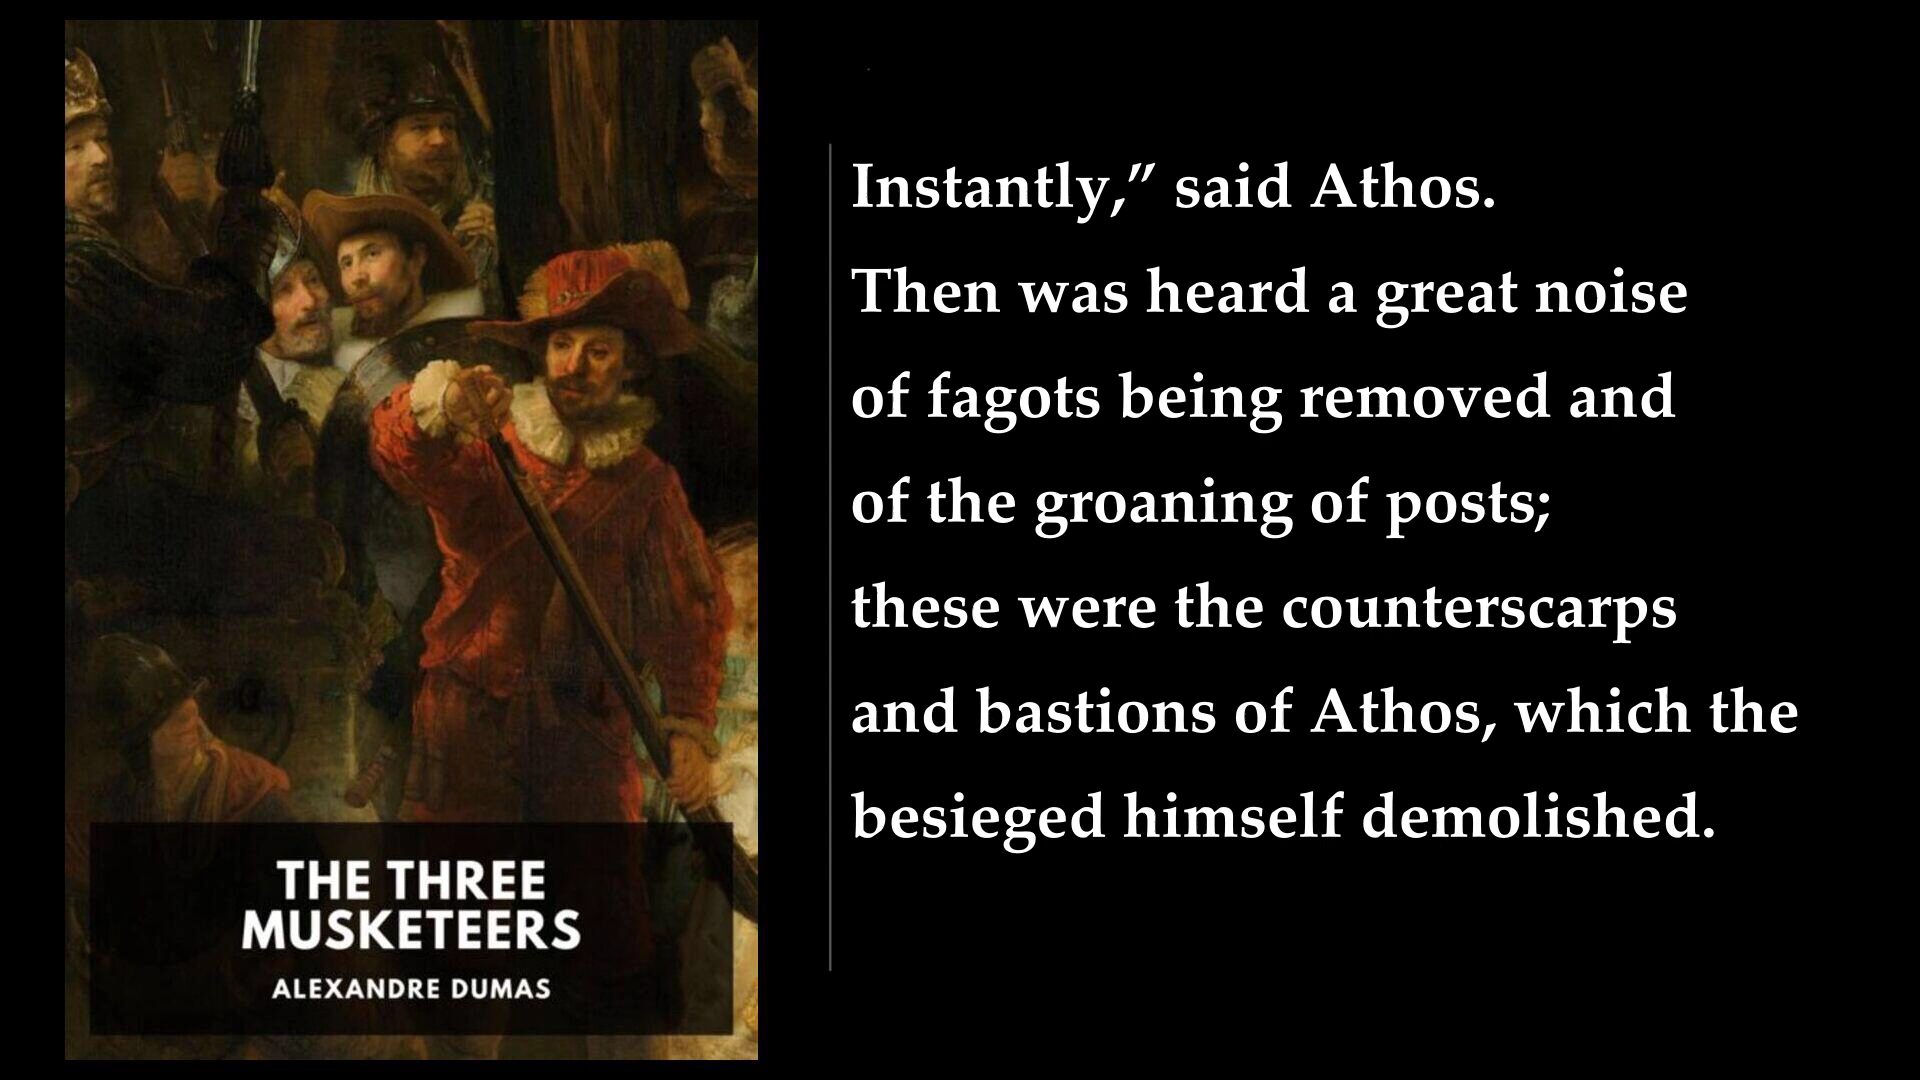 THE THREE
MUSKETEERS
ALEXANDRE DUMAS
Instantly,” said Athos.
Then was heard a great noise
of fagots being removed and
of the groaning of posts;
these were the counterscarps
and bastions of Athos, which the
besieged himself demolished.